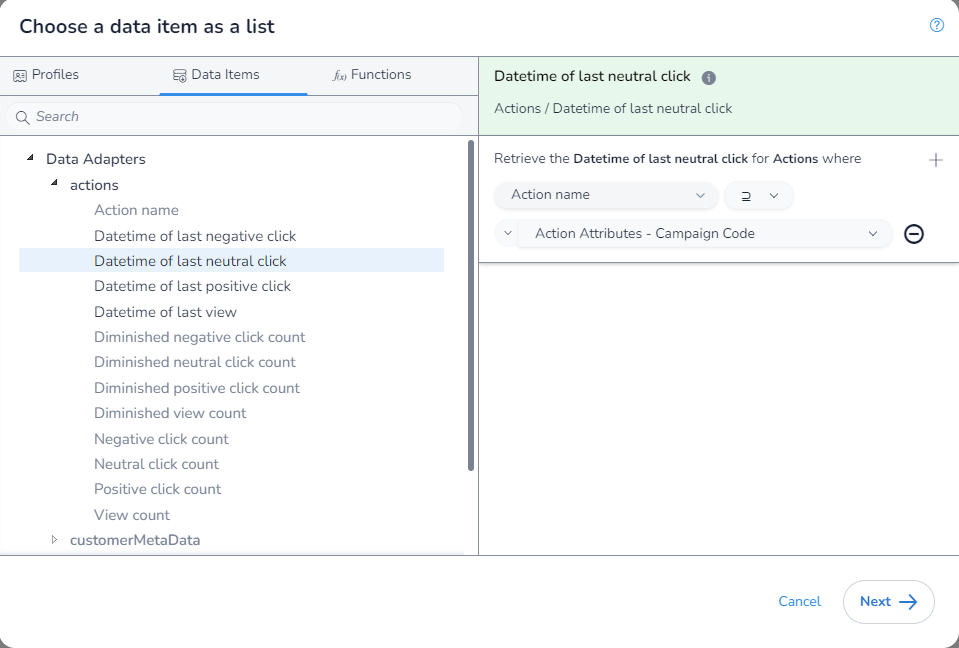 Choose a data item as a list
Profiles
Data Items
f(x) Functions
Search
Data Adapters
actions
Action name
Datetime of last negative click
Datetime of last neutral click
Datetime of last positive click
Datetime of last view
Diminished negative click count
Diminished neutral click count
Diminished positive click count
Diminished view count
Negative click count
Neutral click count
Positive click count
View count
customerMetaData
Datetime of last neutral click
Actions / Datetime of last neutral click
Retrieve the Datetime of last neutral click for Actions where
Action name ⊇
Action Attributes - Campaign Code
Cancel
Next